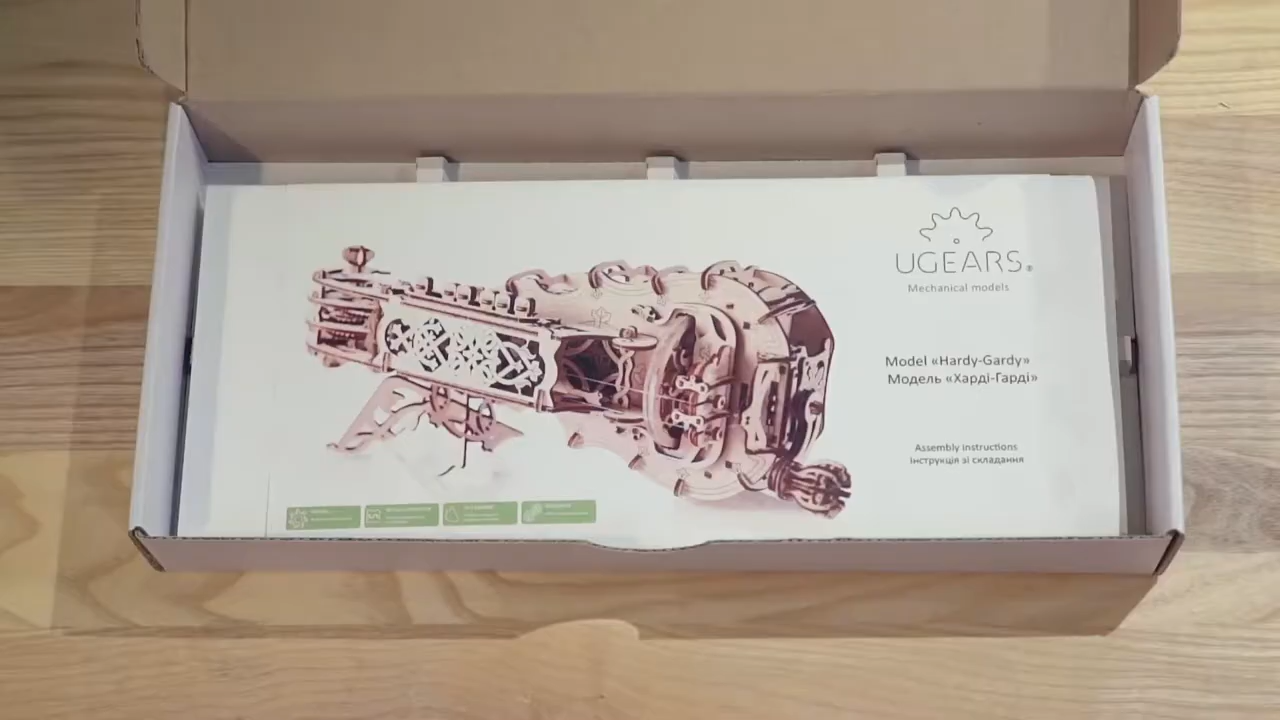 UGEARS®
Mechanical models
Model «Hardy-Gardy»
Модель «Харді-Гарді»
Assembly instructions
Інструкція зі складання